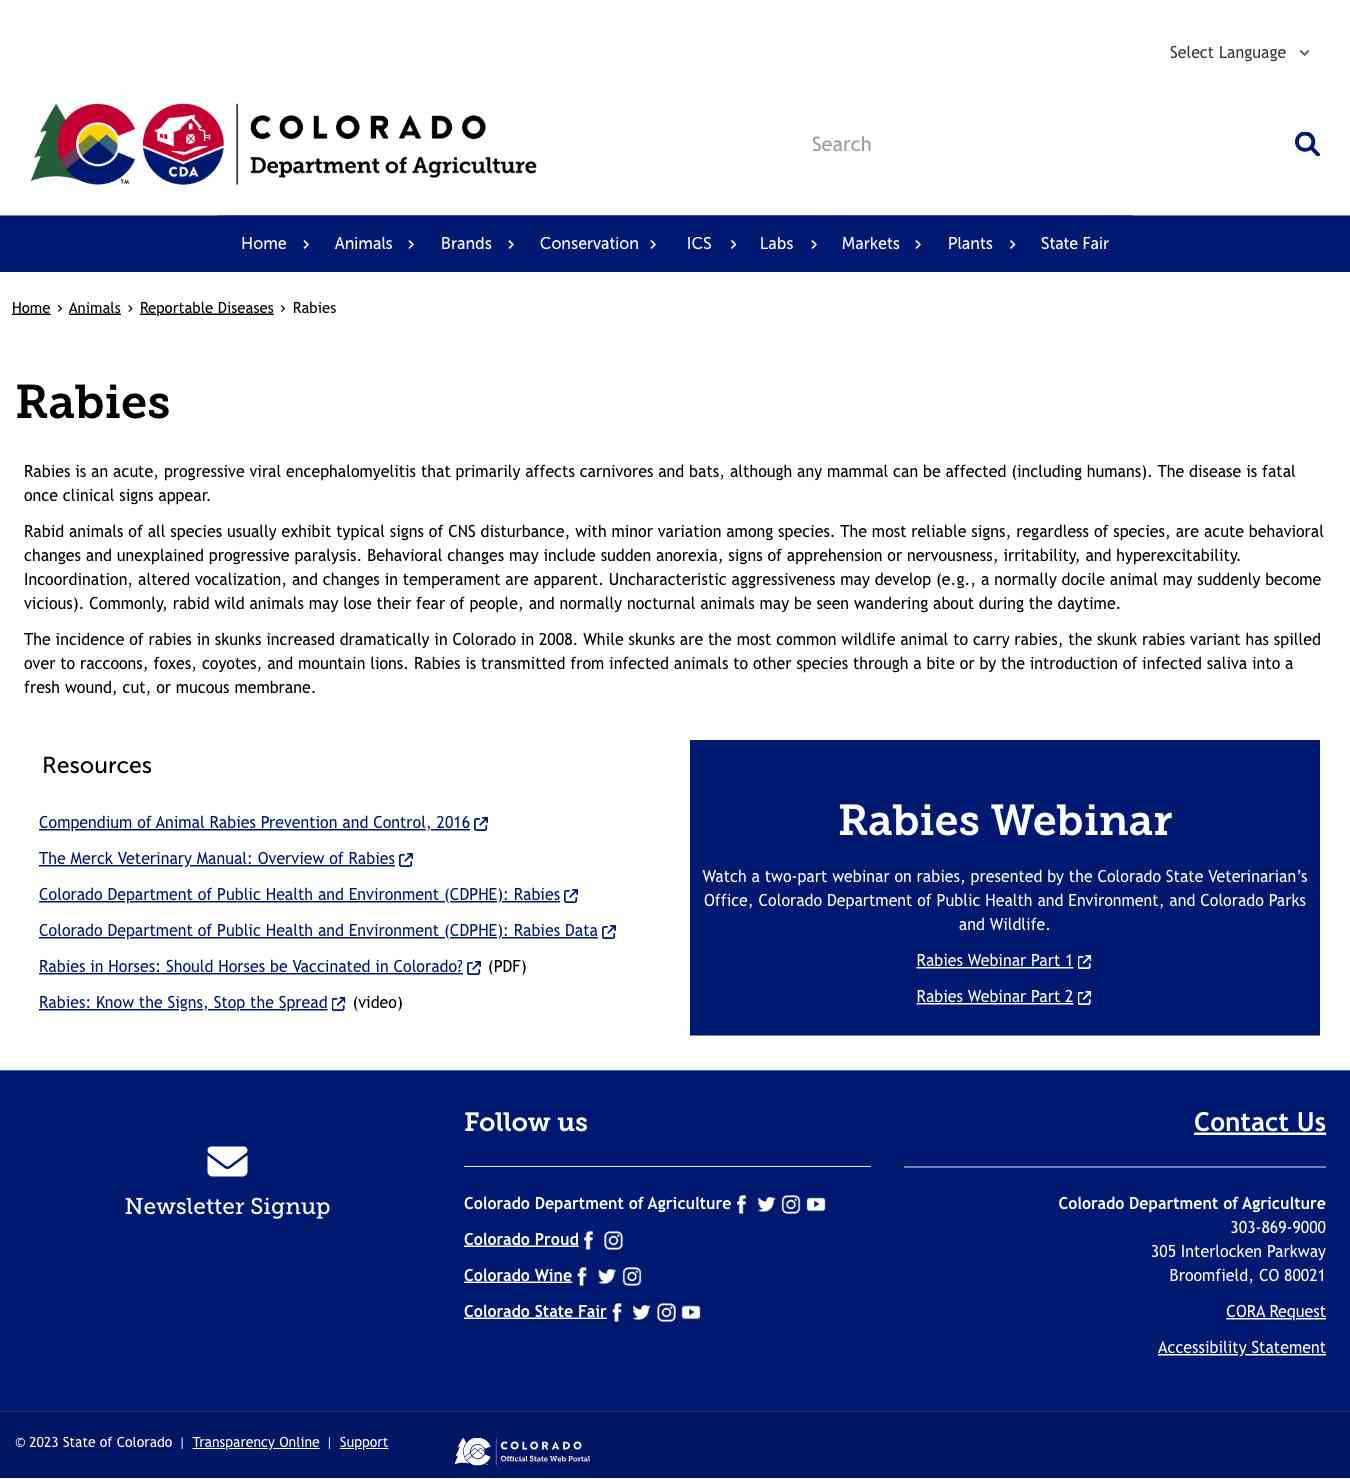 Select Language
CDA
TM
COLORADO
Department of Agriculture
Search
Home Animals Brands Conservation ICS Labs Markets Plants State Fair
Home › Animals › Reportable Diseases › Rabies
Rabies
Rabies is an acute, progressive viral encephalomyelitis that primarily affects carnivores and bats, although any mammal can be affected (including humans). The disease is fatal
once clinical signs appear.
Rabid animals of all species usually exhibit typical signs of CNS disturbance, with minor variation among species. The most reliable signs, regardless of species, are acute behavioral
changes and unexplained progressive paralysis. Behavioral changes may include sudden anorexia, signs of apprehension or nervousness, irritability, and hyperexcitability.
Incoordination, altered vocalization, and changes in temperament are apparent. Uncharacteristic aggressiveness may develop (e.g., a normally docile animal may suddenly become
vicious). Commonly, rabid wild animals may lose their fear of people, and normally nocturnal animals may be seen wandering about during the daytime.
The incidence of rabies in skunks increased dramatically in Colorado in 2008. While skunks are the most common wildlife animal to carry rabies, the skunk rabies variant has spilled
over to raccoons, foxes, coyotes, and mountain lions. Rabies is transmitted from infected animals to other species through a bite or by the introduction of infected saliva into a
fresh wound, cut, or mucous membrane.
Resources
Compendium of Animal Rabies Prevention and Control, 2016
The Merck Veterinary Manual: Overview of Rabies
Colorado Department of Public Health and Environment (CDPHE): Rabies
Colorado Department of Public Health and Environment (CDPHE): Rabies Data
Rabies in Horses: Should Horses be Vaccinated in Colorado? (PDF)
Rabies: Know the Signs, Stop the Spread (video)
Rabies Webinar
Watch a two-part webinar on rabies, presented by the Colorado State Veterinarian’s
Office, Colorado Department of Public Health and Environment, and Colorado Parks
and Wildlife.
Rabies Webinar Part 1
Rabies Webinar Part 2
Newsletter Signup
Follow us
Colorado Department of Agriculture
Colorado Proud
Colorado Wine
Colorado State Fair
Contact Us
Colorado Department of Agriculture
303-869-9000
305 Interlocken Parkway
Broomfield, CO 80021
CORA Request
Accessibility Statement
© 2023 State of Colorado | Transparency Online | Support
COLORADO
Official State Web Portal